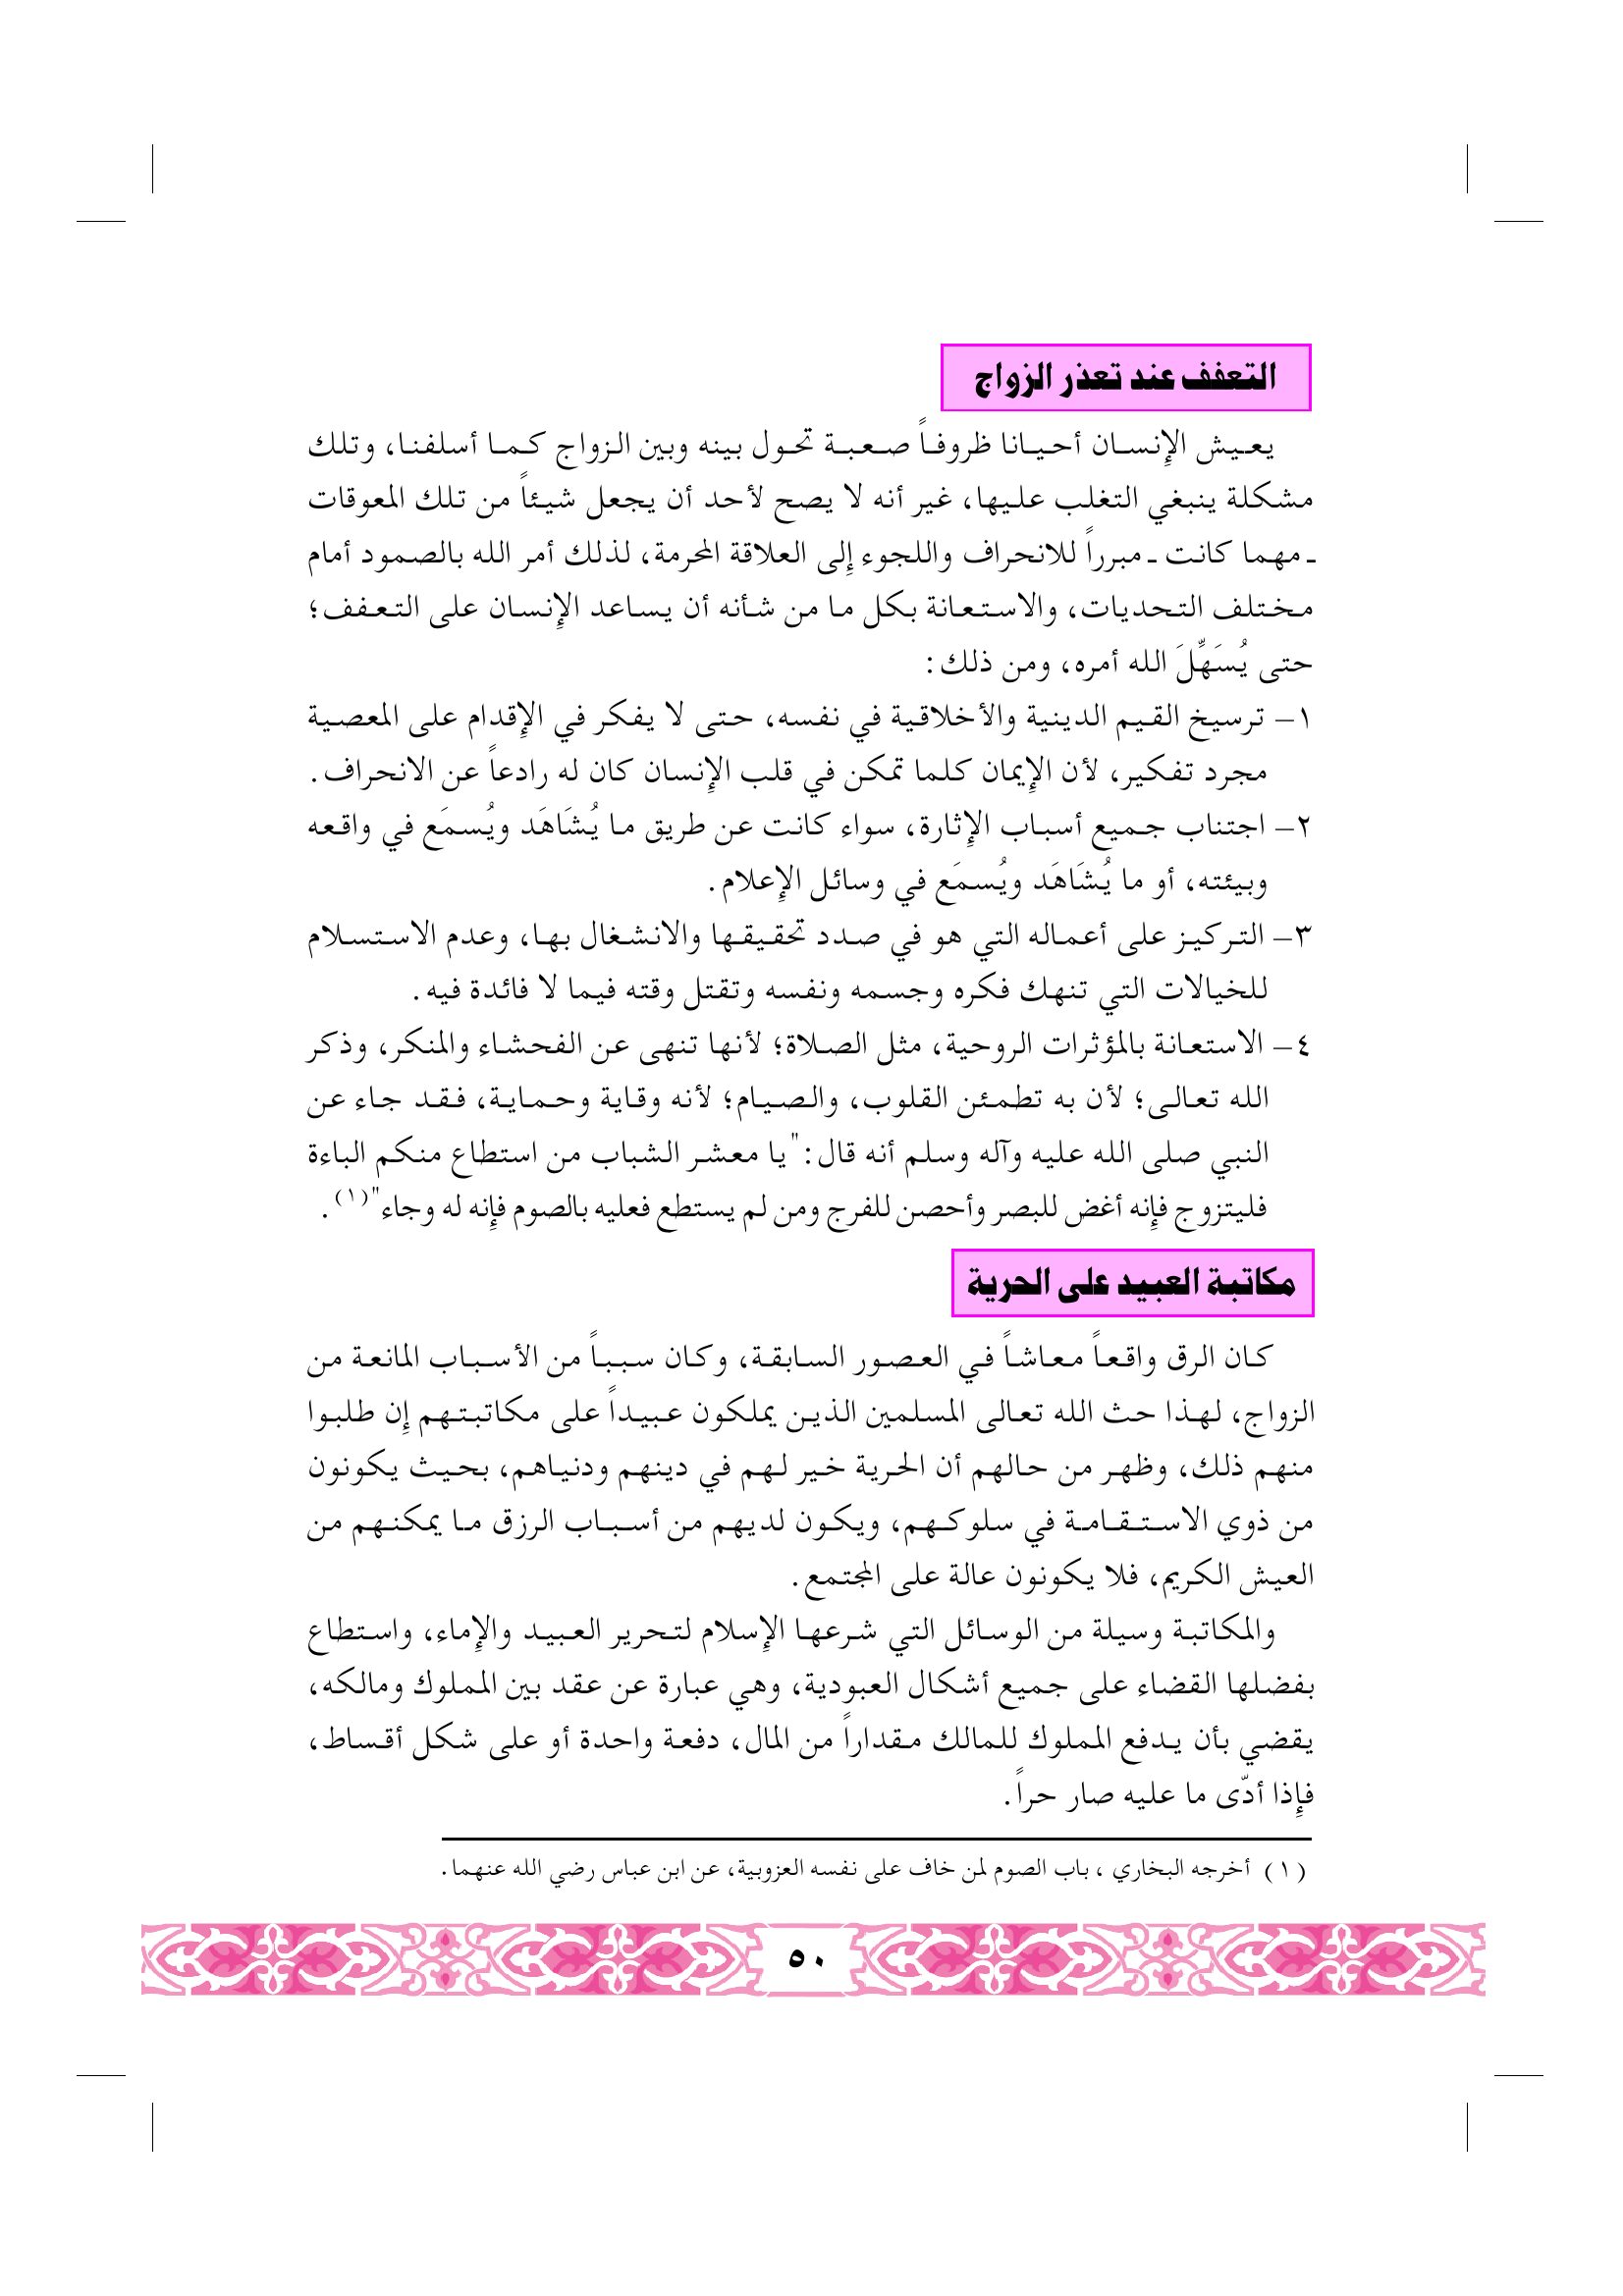 التعفف عند تعذر الزواج
يعيش الإنسان أحيانا ظروفاً صعبة تحول بينه وبين الزواج كما أسلفنا، وتلك
مشكلة ينبغي التغلب عليها، غير أنه لا يصح لأحد أن يجعل شيئاً من تلك المعوقات
ـ مهما كانت ـ مبرراً للانحراف واللجوء إلى العلاقة المحرمة، لذلك أمر الله بالصمود أمام
مختلف التحديات، والاستعانة بكل ما من شأنه أن يساعد الإنسان على التعفف؛
حتى يُسَهِّلَ الله أمره، ومن ذلك:
١– ترسيخ القيم الدينية والأخلاقية في نفسه، حتى لا يفكر في الإقدام على المعصية
مجرد تفكير، لأن الإيمان كلما تمكن في قلب الإنسان كان له رادعاً عن الانحراف.
٢– اجتناب جميع أسباب الإثارة، سواء كانت عن طريق ما يُشَاهَد ويُسمَع في واقعه
وبيئته، أو ما يُشَاهَد ويُسمَع في وسائل الإعلام.
٣– التركيز على أعماله التي هو في صدد تحقيقها والانشغال بها، وعدم الاستسلام
للخيالات التي تنهك فكره وجسمه ونفسه وتقتل وقته فيما لا فائدة فيه.
٤– الاستعانة بالمؤثرات الروحية، مثل الصلاة؛ لأنها تنهى عن الفحشاء والمنكر، وذكر
الله تعالى؛ لأن به تطمئن القلوب، والصيام؛ لأنه وقاية وحماية، فقد جاء عن
النبي صلى الله عليه وآله وسلم أنه قال: "يا معشر الشباب من استطاع منكم الباءة
فليتزوج فإنه أغض للبصر وأحصن للفرج ومن لم يستطع فعليه بالصوم فإنه له وجاء"(١).
مكاتبة العبيد على الحرية
كان الرق واقعاً معاشاً في العصور السابقة، وكان سبباً من الأسباب المانعة من
الزواج، لهذا حث الله تعالى المسلمين الذين يملكون عبيداً على مكاتبتهم إن طلبوا
منهم ذلك، وظهر من حالهم أن الحرية خير لهم في دينهم ودنياهم، بحيث يكونون
من ذوي الاستقامة في سلوكهم، ويكون لديهم من أسباب الرزق ما يمكنهم من
العيش الكريم، فلا يكونون عالة على المجتمع.
والمكاتبة وسيلة من الوسائل التي شرعها الإسلام لتحرير العبيد والإماء، واستطاع
بفضلها القضاء على جميع أشكال العبودية، وهي عبارة عن عقد بين المملوك ومالكه،
يقضي بأن يدفع المملوك للمالك مقداراً من المال، دفعة واحدة أو على شكل أقساط،
فإذا أدّى ما عليه صار حراً.
(١) أخرجه البخاري ، باب الصوم لمن خاف على نفسه العزوبية، عن ابن عباس رضي الله عنهما.
٥٠